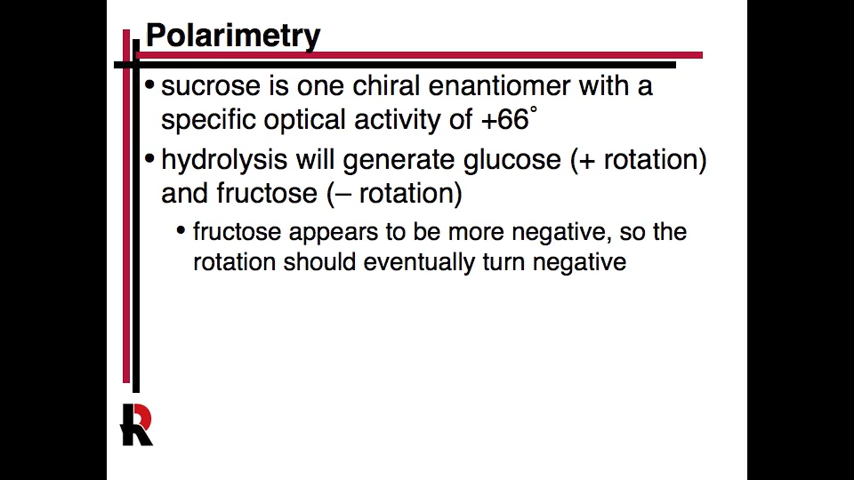 Polarimetry
• sucrose is one chiral enantiomer with a
specific optical activity of +66˚
• hydrolysis will generate glucose (+ rotation)
and fructose (– rotation)
• fructose appears to be more negative, so the
rotation should eventually turn negative